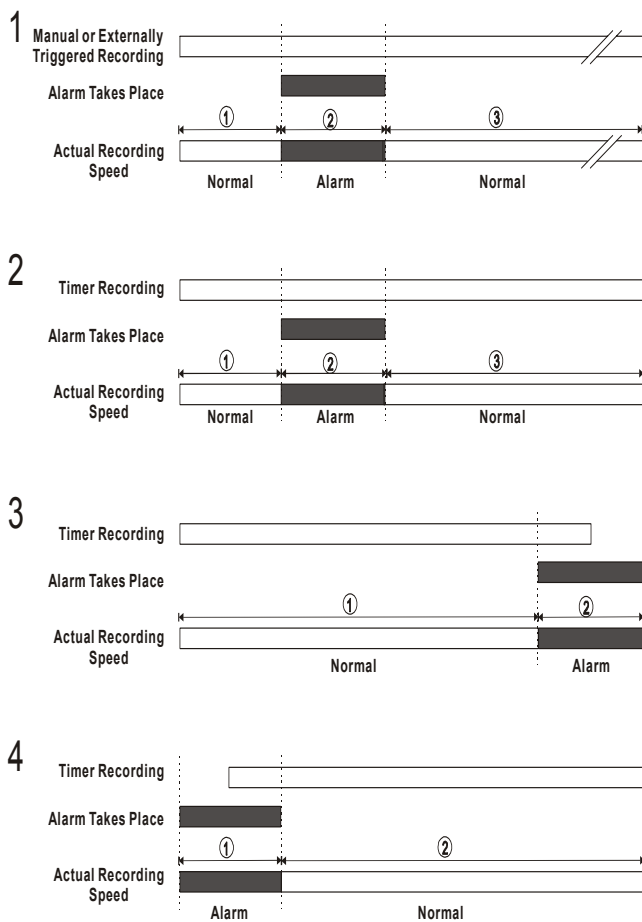 1
Manual or Externally
Triggered Recording
Alarm Takes Place
① ② ③
Actual Recording
Speed
Normal Alarm Normal
2
Timer Recording
Alarm Takes Place
① ② ③
Actual Recording
Speed
Normal Alarm Normal
3
Timer Recording
Alarm Takes Place
① ②
Actual Recording
Speed
Normal Alarm
4
Timer Recording
Alarm Takes Place
① ②
Actual Recording
Speed
Alarm Normal